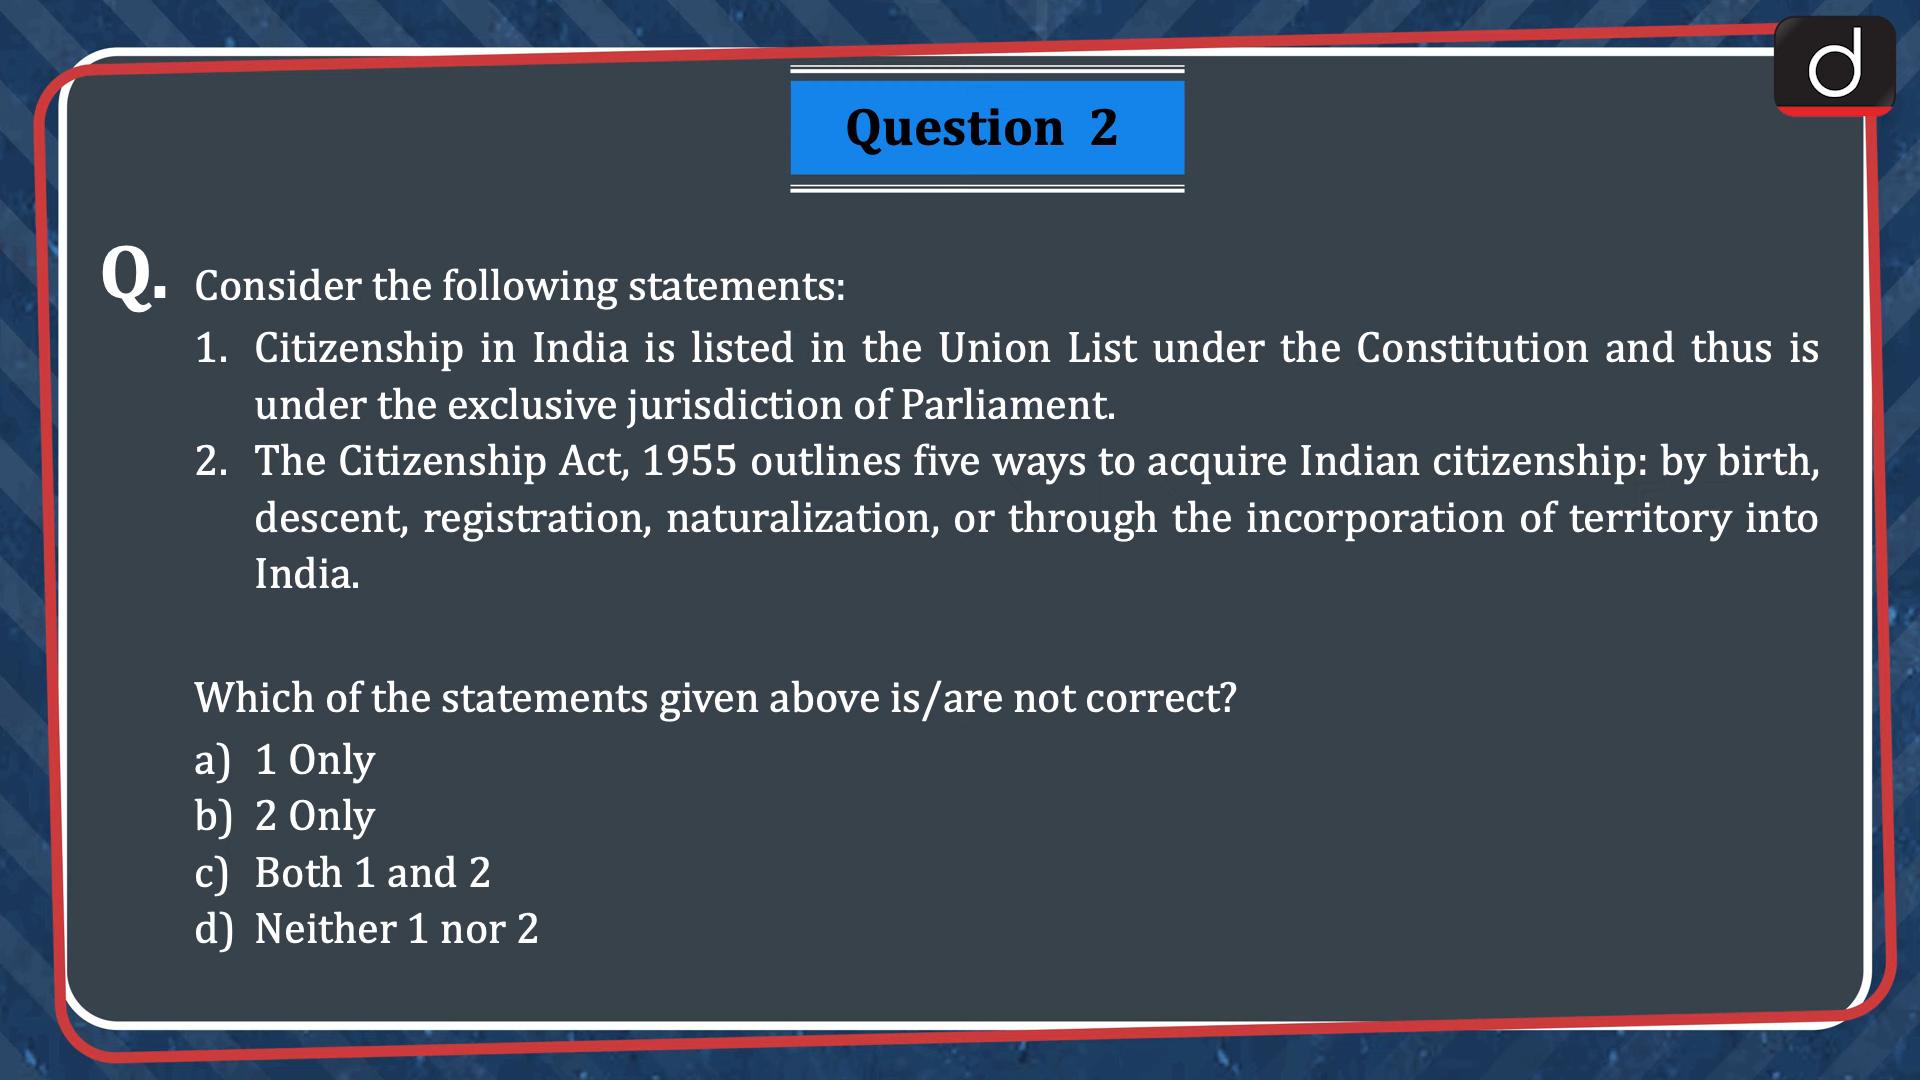 d
Question 2
Q. Consider the following statements:
1. Citizenship in India is listed in the Union List under the Constitution and thus is
under the exclusive jurisdiction of Parliament.
2. The Citizenship Act, 1955 outlines five ways to acquire Indian citizenship: by birth,
descent, registration, naturalization, or through the incorporation of territory into
India.
Which of the statements given above is/are not correct?
a) 1 Only
b) 2 Only
c) Both 1 and 2
d) Neither 1 nor 2